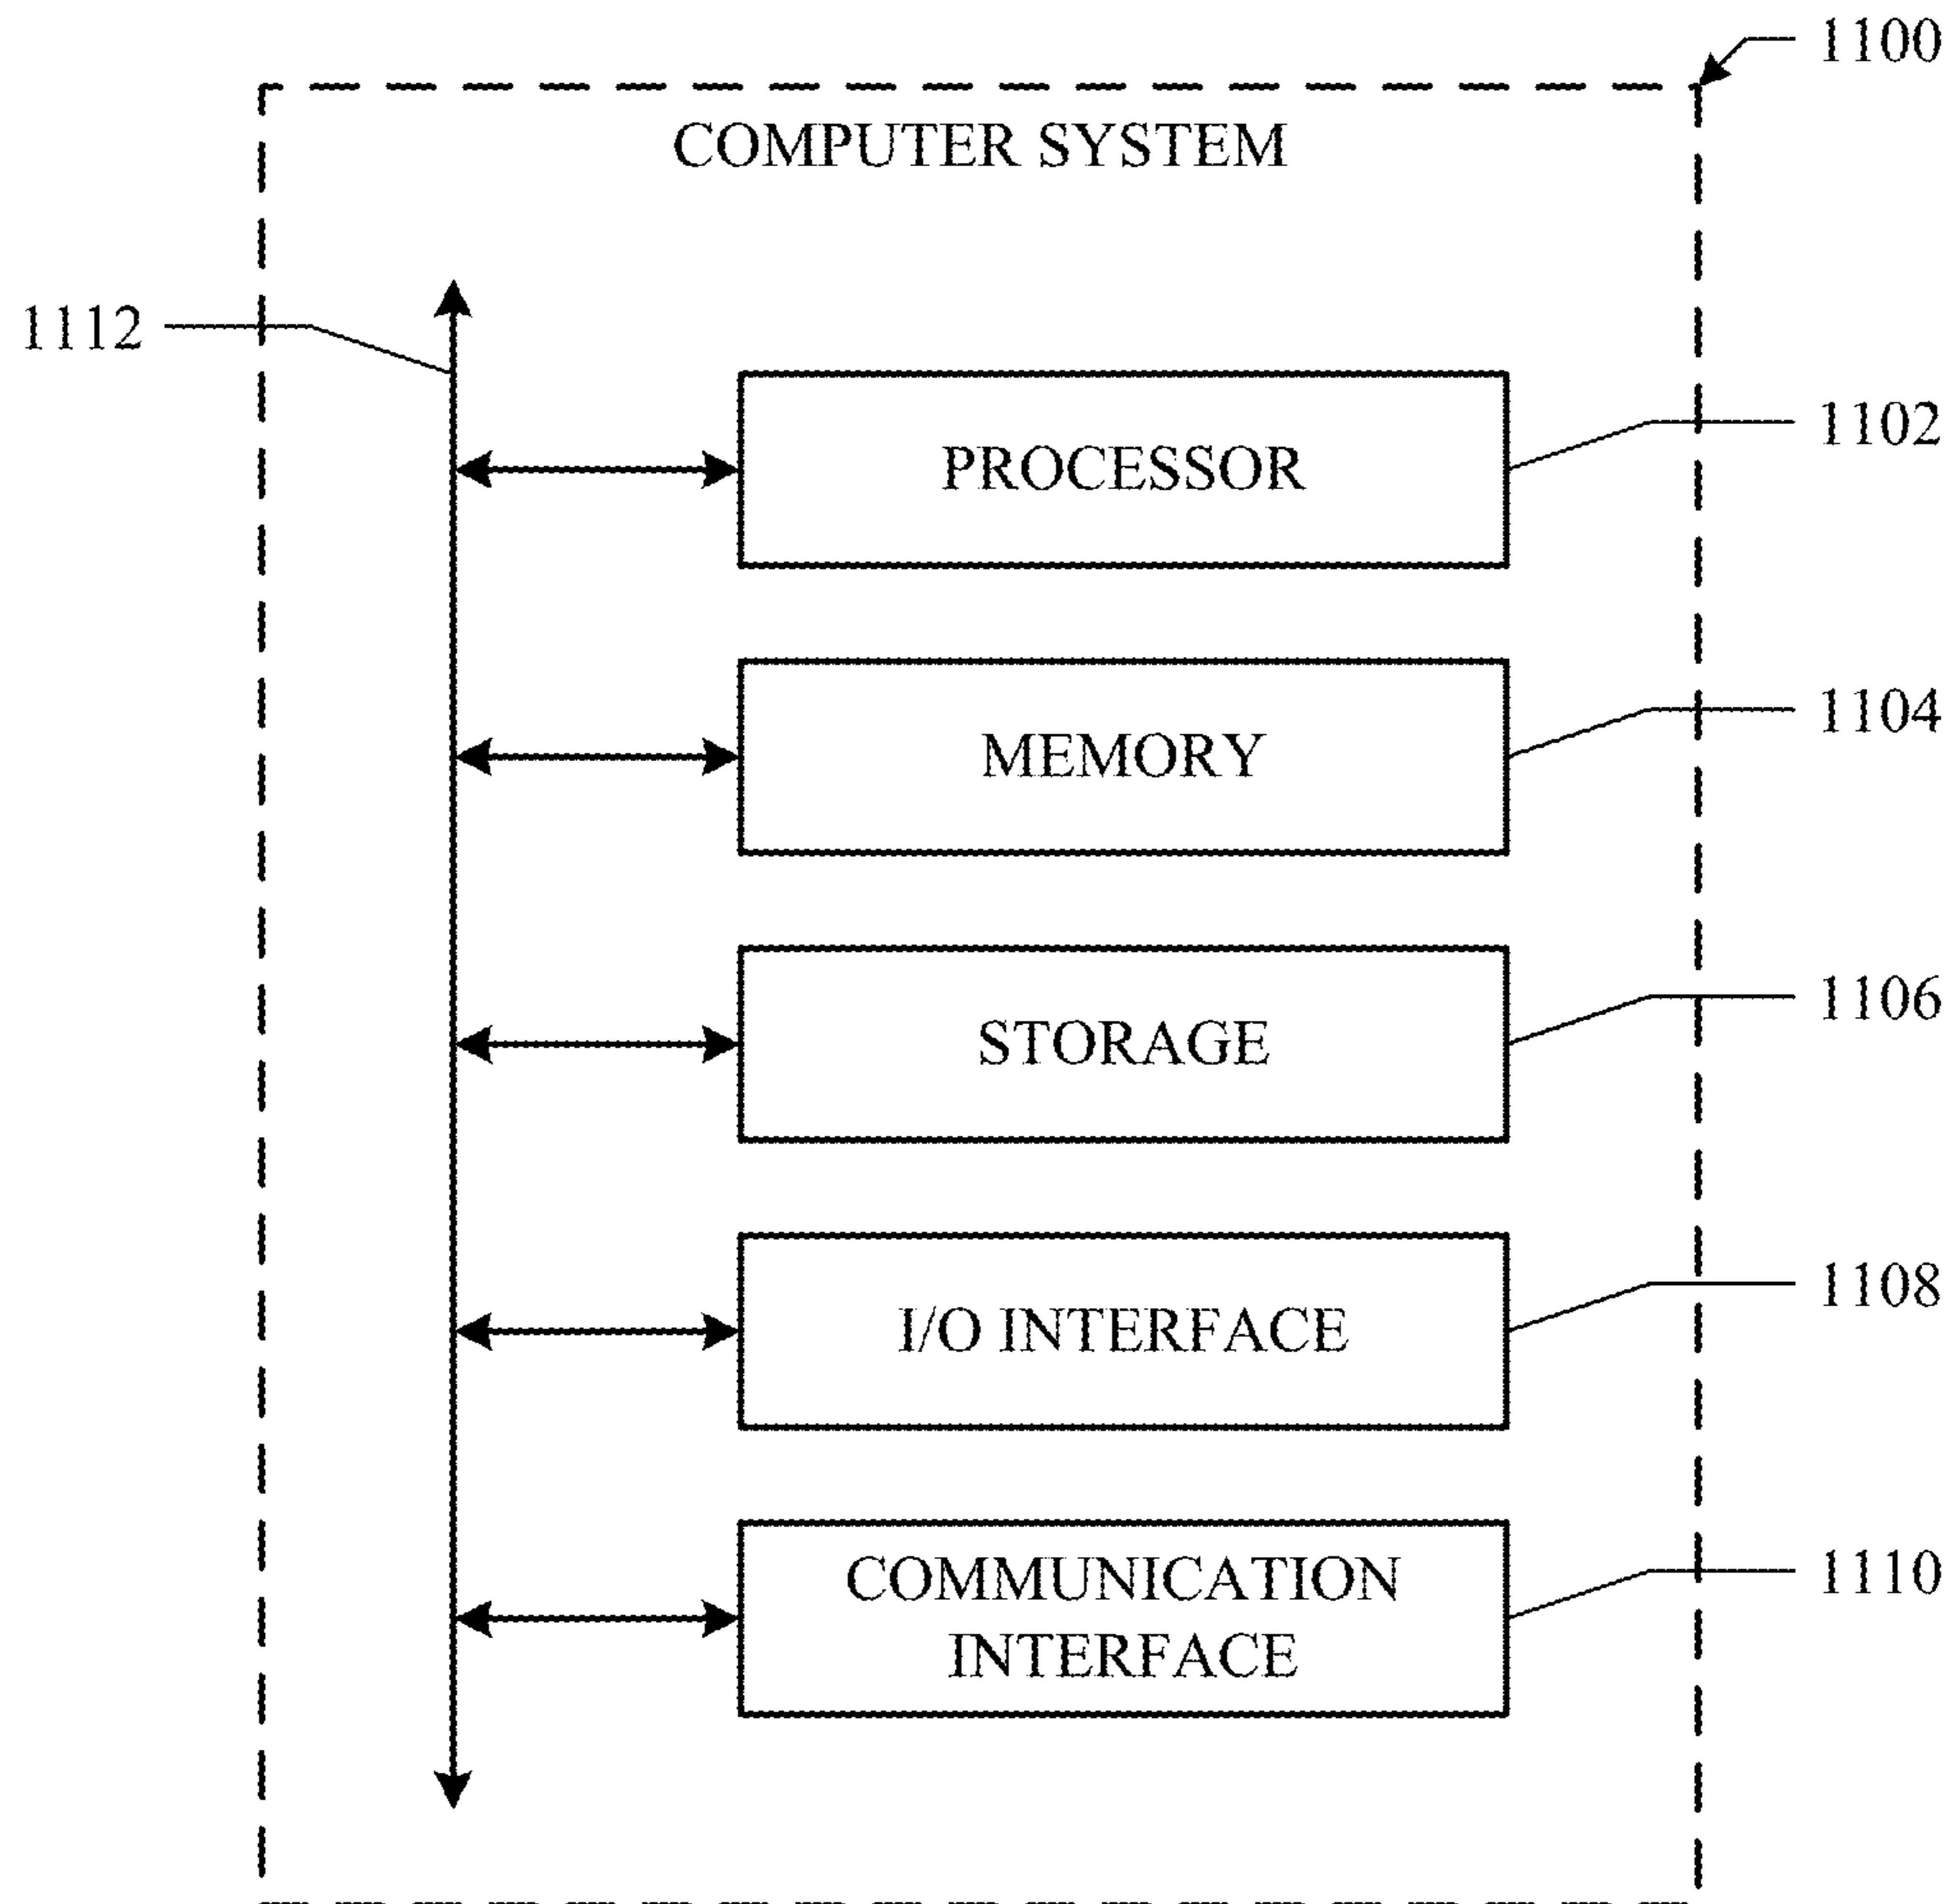 1100
COMPUTER SYSTEM
1112
PROCESSOR
1102
MEMORY
1104
STORAGE
1106
I/O INTERFACE
1108
COMMUNICATION
INTERFACE
1110